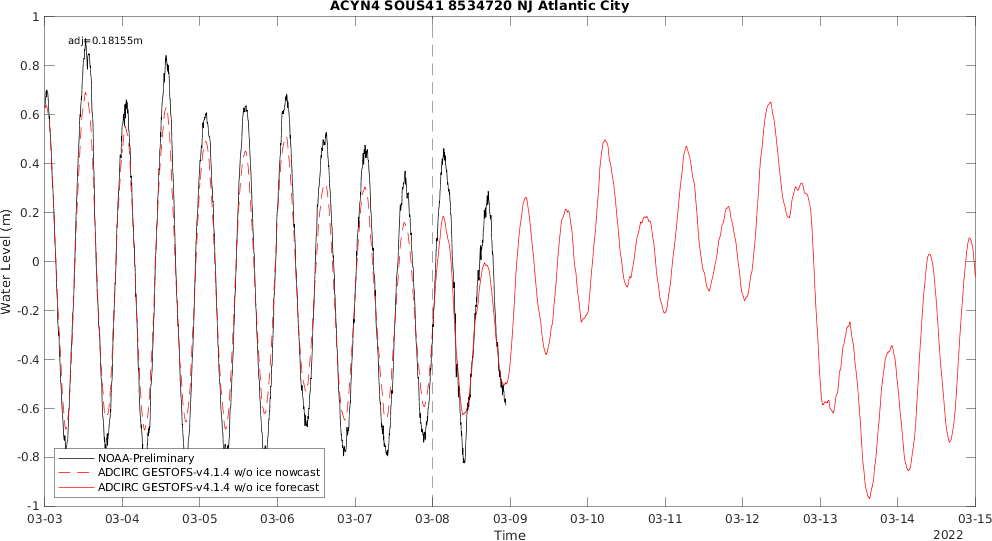 ACYN4 SOUS41 8534720 NJ Atlantic City
adj=0.18155m
1
0.8
0.6
0.4
0.2
0
-0.2
-0.4
-0.6
-0.8
-1
Water Level (m)
NOAA-Preliminary
ADCIRC GESTOFS-v4.1.4 w/o ice nowcast
ADCIRC GESTOFS-v4.1.4 w/o ice forecast
03-03 03-04 03-05 03-06 03-07 03-08 03-09 03-10 03-11 03-12 03-13 03-14 03-15
Time
2022